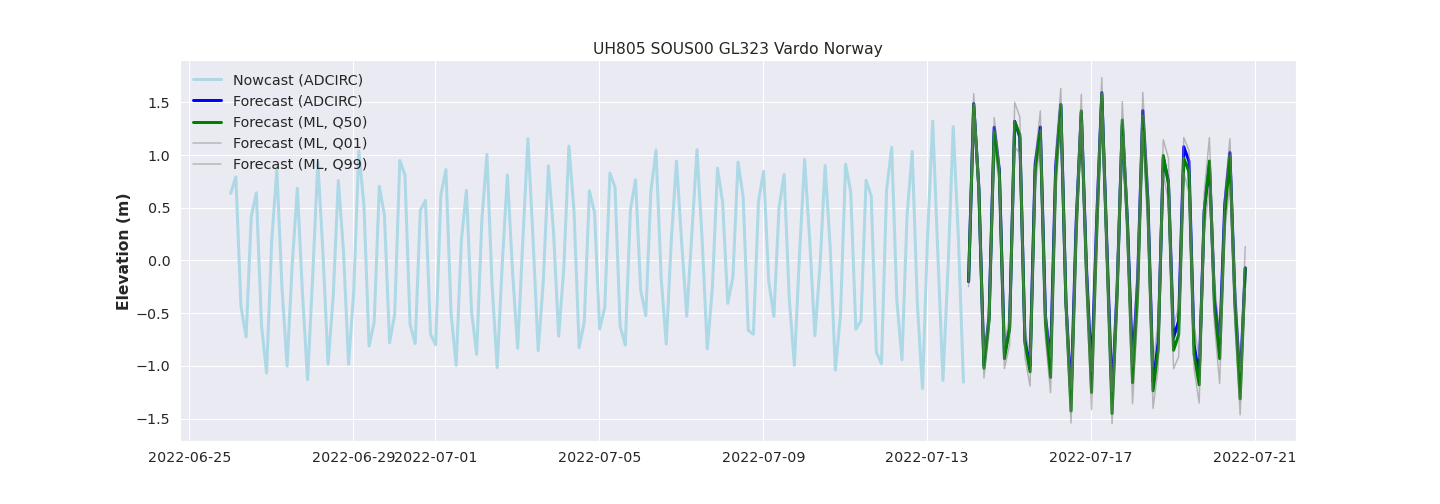 UH805 SOUS00 GL323 Vardo Norway
Nowcast (ADCIRC)
Forecast (ADCIRC)
Forecast (ML, Q50)
Forecast (ML, Q01)
Forecast (ML, Q99)
Elevation (m)
1.5
1.0
0.5
0.0
−0.5
−1.0
−1.5
2022-06-25 2022-06-29 2022-07-01 2022-07-05 2022-07-09 2022-07-13 2022-07-17 2022-07-21